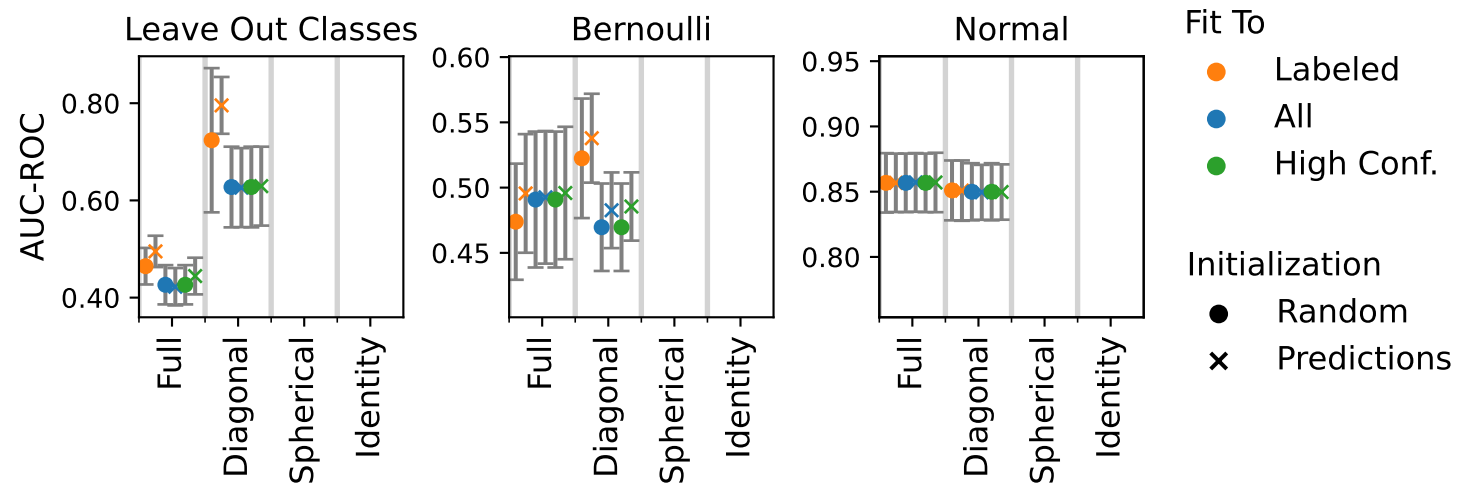 Leave Out Classes
Bernoulli
Normal
Fit To
Labeled
All
High Conf.
Initialization
Random
Predictions
AUC-ROC
0.80
0.60
0.40
0.60
0.55
0.50
0.45
0.95
0.90
0.85
0.80
Full
Diagonal
Spherical
Identity
Full
Diagonal
Spherical
Identity
Full
Diagonal
Spherical
Identity